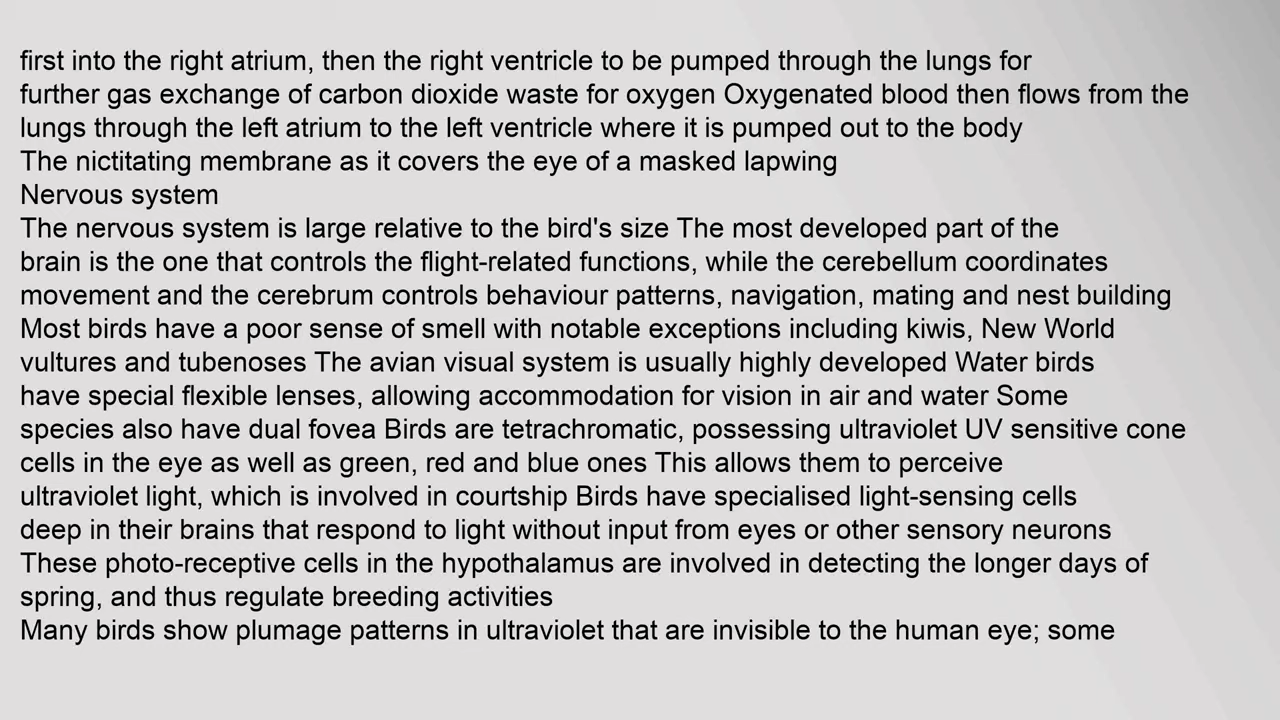 first into the right atrium, then the right ventricle to be pumped through the lungs for
further gas exchange of carbon dioxide waste for oxygen Oxygenated blood then flows from the
lungs through the left atrium to the left ventricle where it is pumped out to the body
The nictitating membrane as it covers the eye of a masked lapwing
Nervous system
The nervous system is large relative to the bird's size The most developed part of the
brain is the one that controls the flight-related functions, while the cerebellum coordinates
movement and the cerebrum controls behaviour patterns, navigation, mating and nest building
Most birds have a poor sense of smell with notable exceptions including kiwis, New World
vultures and tubenoses The avian visual system is usually highly developed Water birds
have special flexible lenses, allowing accommodation for vision in air and water Some
species also have dual fovea Birds are tetrachromatic, possessing ultraviolet UV sensitive cone
cells in the eye as well as green, red and blue ones This allows them to perceive
ultraviolet light, which is involved in courtship Birds have specialised light-sensing cells
deep in their brains that respond to light without input from eyes or other sensory neurons
These photo-receptive cells in the hypothalamus are involved in detecting the longer days of
spring, and thus regulate breeding activities
Many birds show plumage patterns in ultraviolet that are invisible to the human eye; some